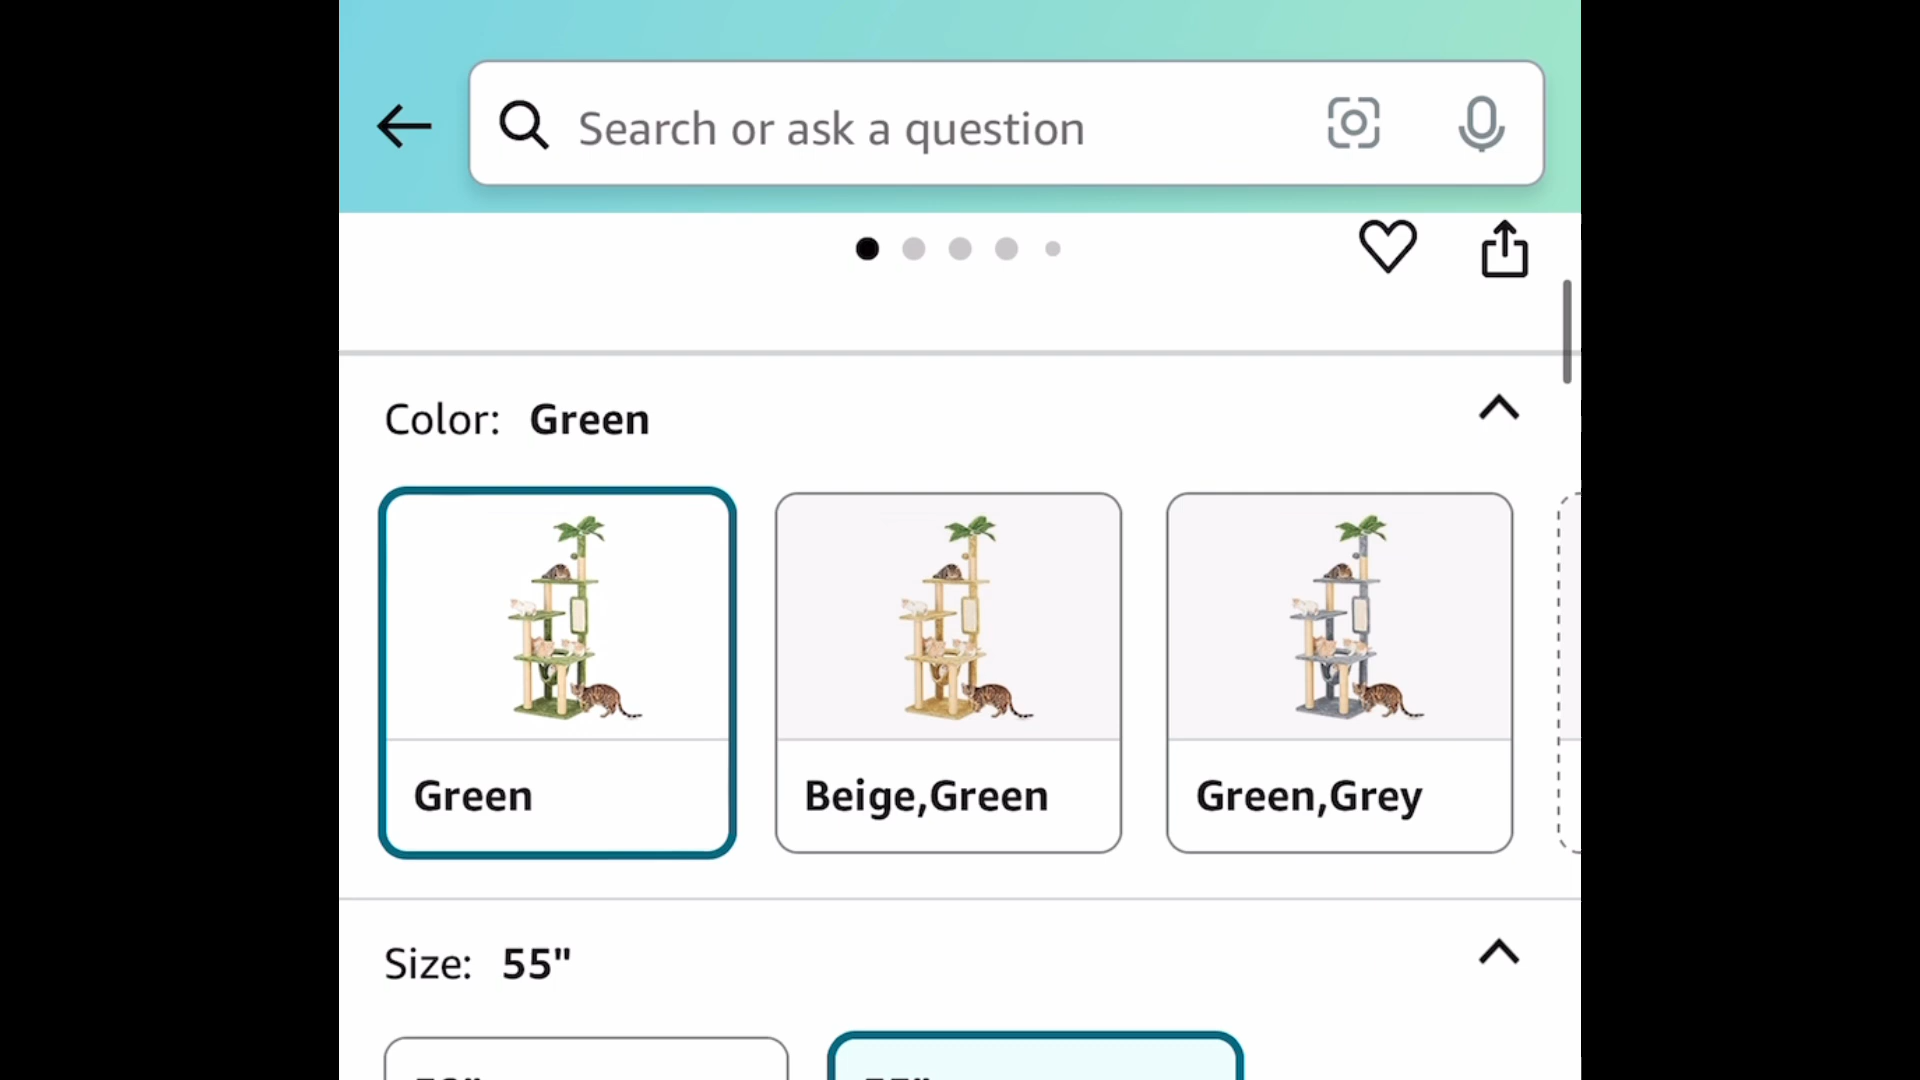 Search or ask a question
Color: Green
Green
Beige,Green
Green,Grey
Size: 55"